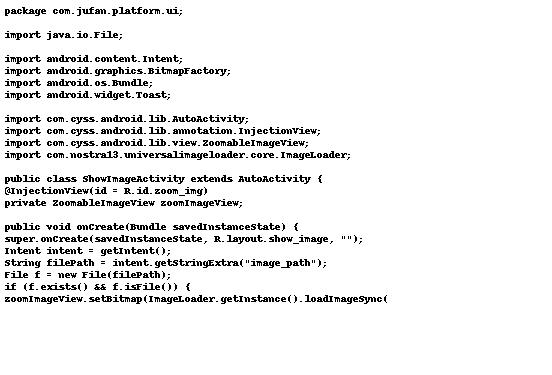 package com.jufan.platform.ui;
import java.io.File;
import android.content.Intent;
import android.graphics.BitmapFactory;
import android.os.Bundle;
import android.widget.Toast;
import com.cyss.android.lib.AutoActivity;
import com.cyss.android.lib.annotation.InjectionView;
import com.cyss.android.lib.view.ZoomableImageView;
import com.nostra13.universalimageloader.core.ImageLoader;
public class ShowImageActivity extends AutoActivity {
@InjectionView(id = R.id.zoom_img)
private ZoomableImageView zoomImageView;
public void onCreate(Bundle savedInstanceState) {
super.onCreate(savedInstanceState, R.layout.show_image, "");
Intent intent = getIntent();
String filePath = intent.getStringExtra("image_path");
File f = new File(filePath);
if (f.exists() && f.isFile()) {
zoomImageView.setBitmap(ImageLoader.getInstance().loadImageSync(